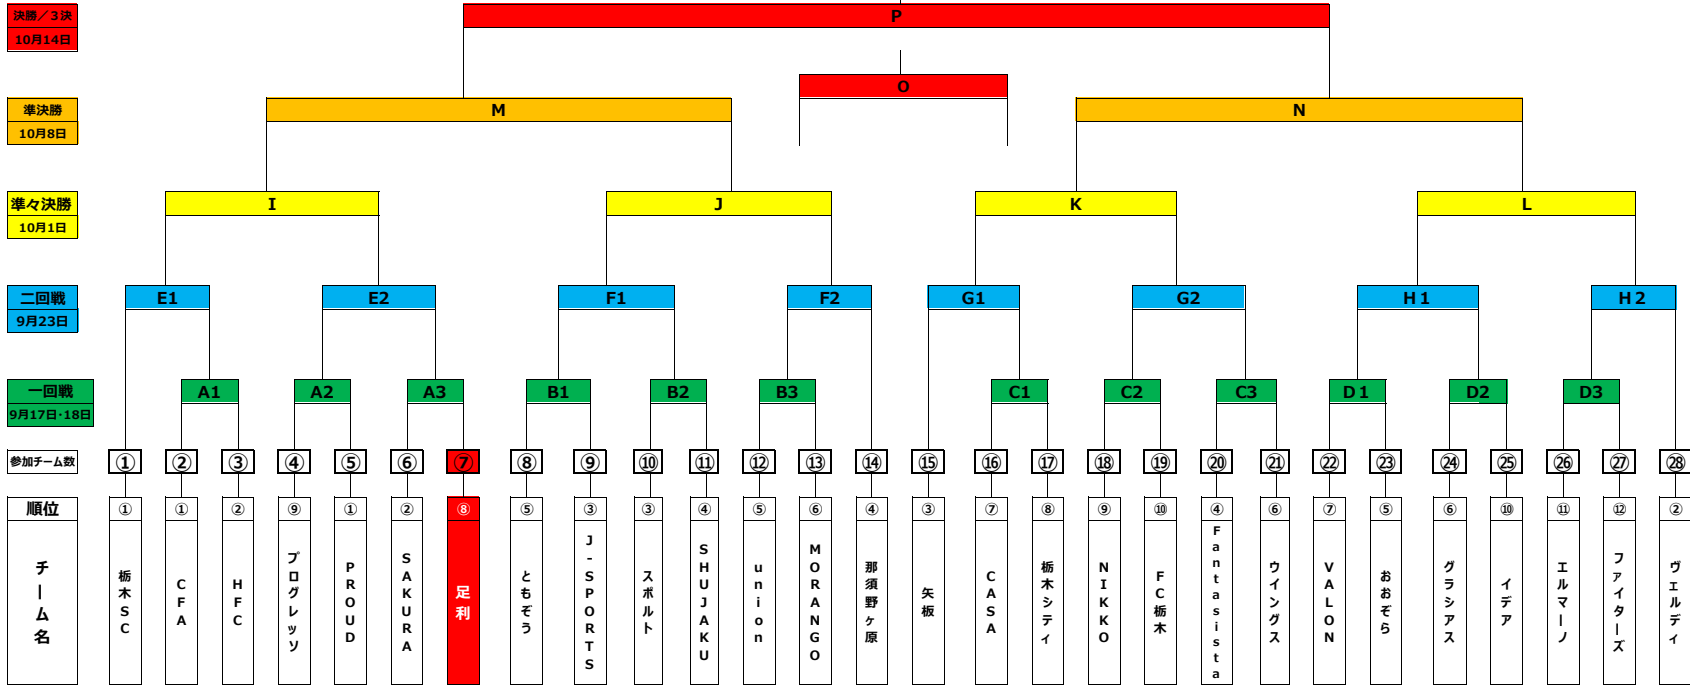 決勝／３決
P
10月14日
O
準決勝
M
N
10月8日
準々決勝
I
J
K
L
10月1日
二回戦
E1
E2
F1
F2
G1
G2
H１
H２
9月23日
一回戦
A1
A2
A3
B1
B2
B3
C1
C2
C3
D１
D2
D3
9月17日･18日
参加チーム数
① ② ③ ④ ⑤ ⑥ ⑦ ⑧ ⑨ ⑩ ⑪ ⑫ ⑬ ⑭ ⑮ ⑯ ⑰ ⑱ ⑲ ⑳ ㉑ ㉒ ㉓ ㉔ ㉕ ㉖ ㉗ ㉘
順位
① ① ② ⑨ ① ② ⑧ ⑤ ③ ③ ④ ⑤ ⑥ ④ ③ ⑦ ⑧ ⑨ ⑩ ④ ⑥ ⑦ ⑤ ⑥ ⑩ ⑪ ⑫ ②
チーム名
栃木SC
CFA
HFC
プログレッソ
PROUD
SAKURA
足利
ともぞう
J-SPORTS
スポルト
SHUJAKU
union
MORANGO
那須野ヶ原
矢板
CASA
栃木シティ
NIKKO
FC栃木
Fantasista
ウイングス
VALON
おおぞら
グラシアス
イデア
エルマーノ
ファイターズ
ヴェルディ